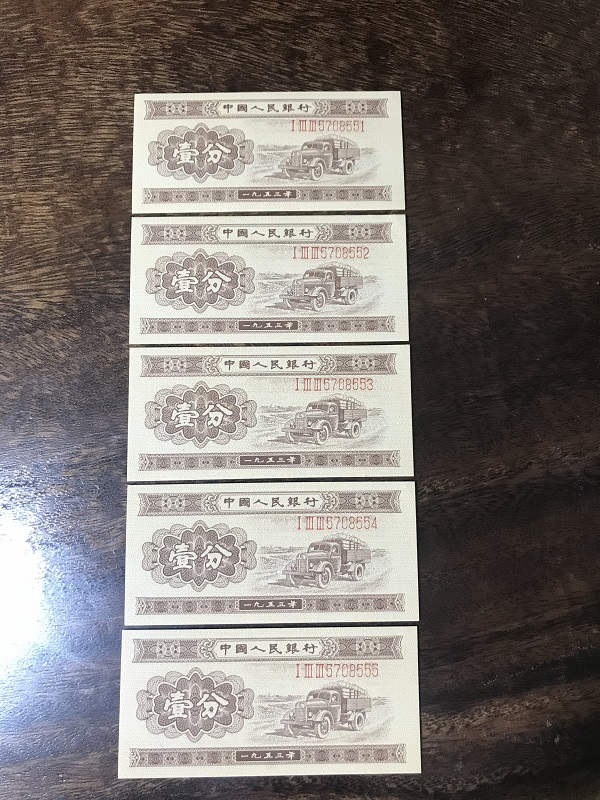 中國人民銀行
I III III 5708551
壹分
一九五三年
中國人民銀行
I III III 5708552
壹分
一九五三年
中國人民銀行
I III III 5708553
壹分
一九五三年
中國人民銀行
I III III 5708554
壹分
一九五三年
中國人民銀行
I III III 5708555
壹分
一九五三年